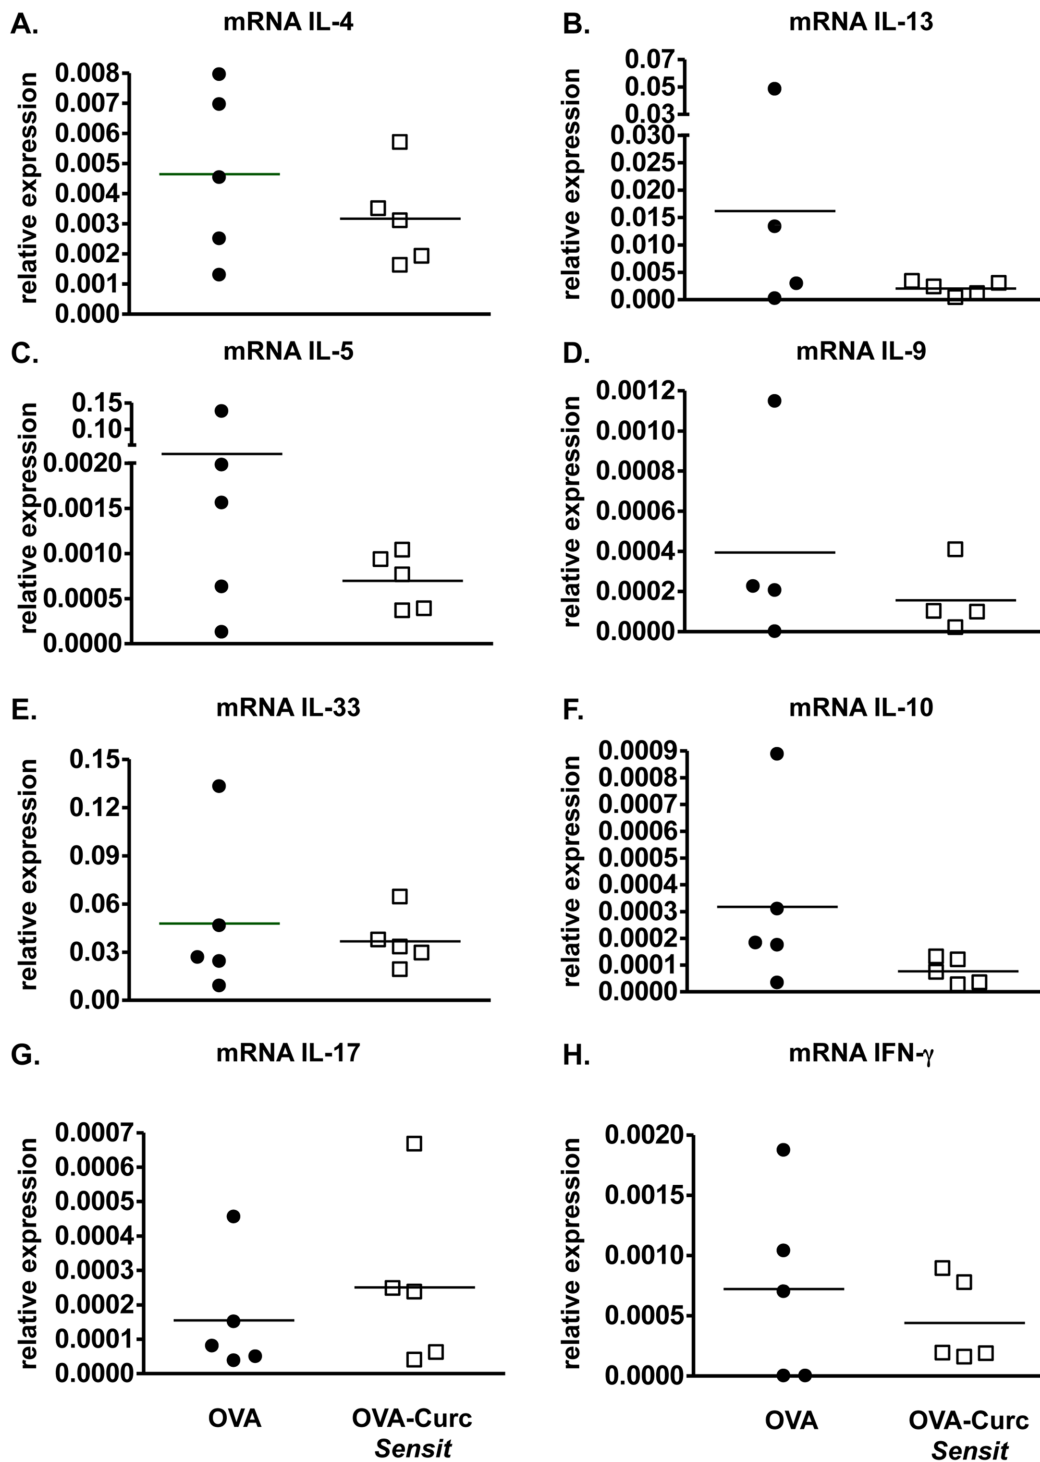 A.
mRNA IL-4
relative expression
0.008
0.007
0.006
0.005
0.004
0.003
0.002
0.001
0.000
B.
mRNA IL-13
relative expression
0.07
0.05
0.03
0.030
0.025
0.020
0.015
0.010
0.005
0.000
C.
mRNA IL-5
relative expression
0.15
0.10
0.0020
0.0015
0.0010
0.0005
0.0000
D.
mRNA IL-9
relative expression
0.0012
0.0010
0.0008
0.0006
0.0004
0.0002
0.0000
E.
mRNA IL-33
relative expression
0.15
0.12
0.09
0.06
0.03
0.00
F.
mRNA IL-10
relative expression
0.0009
0.0008
0.0007
0.0006
0.0005
0.0004
0.0003
0.0002
0.0001
0.0000
G.
mRNA IL-17
relative expression
0.0007
0.0006
0.0005
0.0004
0.0003
0.0002
0.0001
0.0000
OVA
OVA-Curc
Sensit
H.
mRNA IFN-γ
relative expression
0.0020
0.0015
0.0010
0.0005
0.0000
OVA
OVA-Curc
Sensit